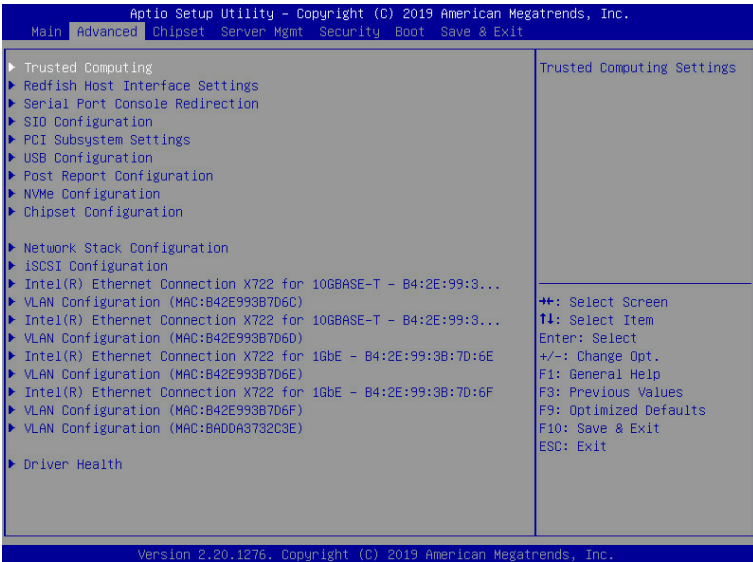 Aptio Setup Utility – Copyright (C) 2019 American Megatrends, Inc.
Main Advanced Chipset Server Mgmt Security Boot Save & Exit
Trusted Computing
Redfish Host Interface Settings
Serial Port Console Redirection
SIO Configuration
PCI Subsystem Settings
USB Configuration
Post Report Configuration
NVMe Configuration
Chipset Configuration
Network Stack Configuration
iSCSI Configuration
Intel(R) Ethernet Connection X722 for 10GBASE-T – B4:2E:99:3...
VLAN Configuration (MAC:B42E993B7D6C)
Intel(R) Ethernet Connection X722 for 10GBASE-T – B4:2E:99:3...
VLAN Configuration (MAC:B42E993B7D6D)
Intel(R) Ethernet Connection X722 for 1GbE – B4:2E:99:3B:7D:6E
VLAN Configuration (MAC:B42E993B7D6E)
Intel(R) Ethernet Connection X722 for 1GbE – B4:2E:99:3B:7D:6F
VLAN Configuration (MAC:B42E993B7D6F)
VLAN Configuration (MAC:BADDA3732C3E)
Driver Health
Trusted Computing Settings
→←: Select Screen
↑↓: Select Item
Enter: Select
+/-: Change Opt.
F1: General Help
F3: Previous Values
F9: Optimized Defaults
F10: Save & Exit
ESC: Exit
Version 2.20.1276. Copyright (C) 2019 American Megatrends, Inc.